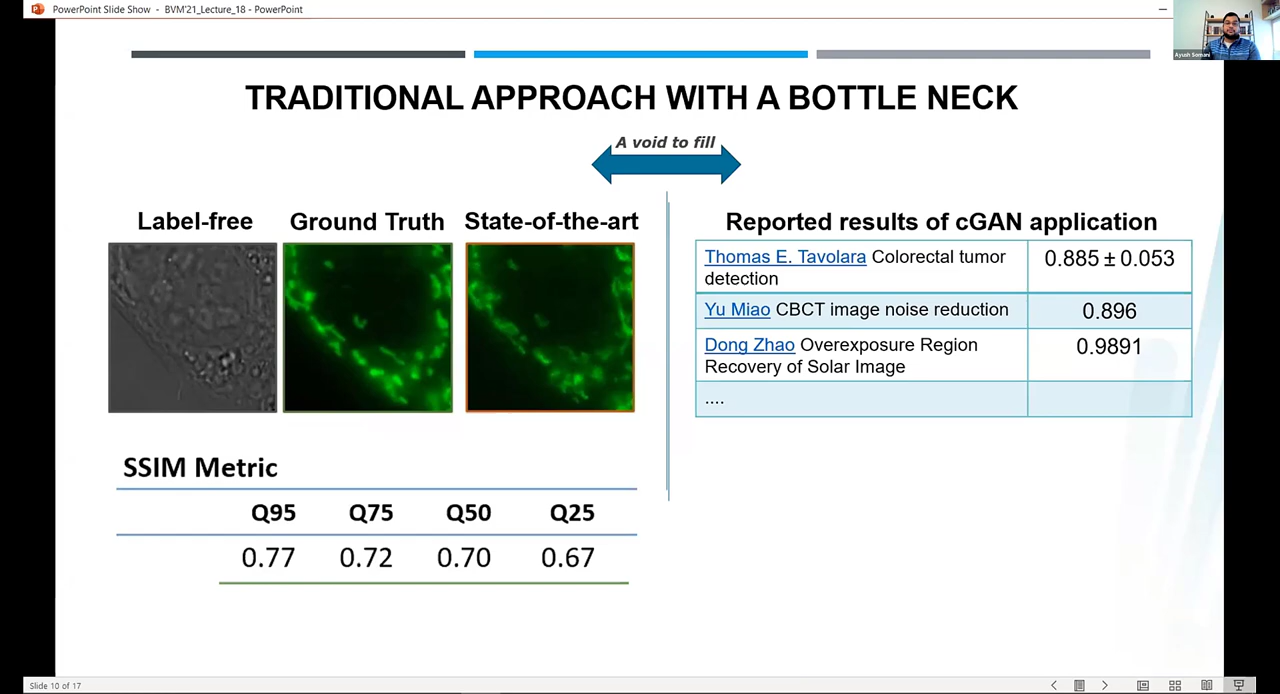 PowerPoint Slide Show - BVM'21_Lecture_18 - PowerPoint
Ayush Somani
TRADITIONAL APPROACH WITH A BOTTLE NECK
A void to fill
Label-free
Ground Truth
State-of-the-art
SSIM Metric
Q95 Q75 Q50 Q25
0.77 0.72 0.70 0.67
Reported results of cGAN application
Thomas E. Tavolara Colorectal tumor
detection
0.885 ± 0.053
Yu Miao CBCT image noise reduction
0.896
Dong Zhao Overexposure Region
Recovery of Solar Image
0.9891
....
Slide 10 of 17